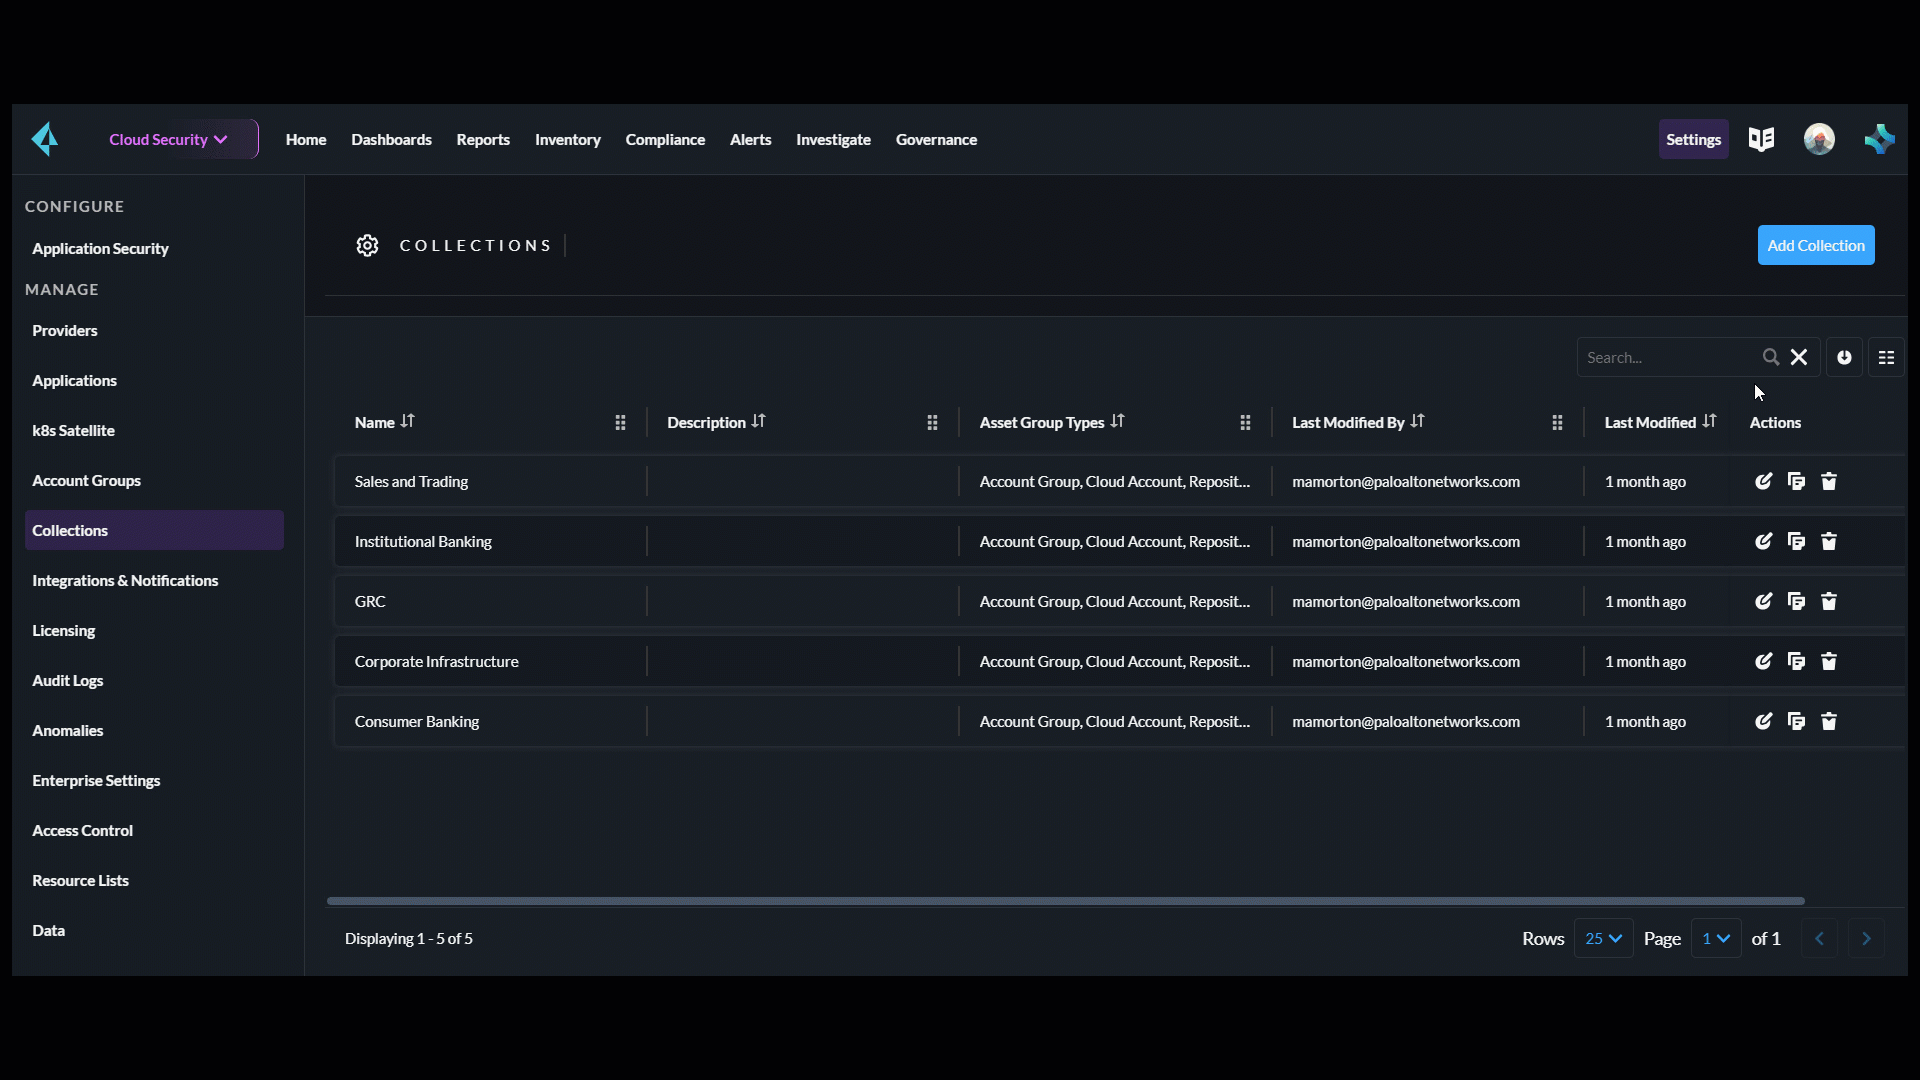 Cloud Security Home Dashboards Reports Inventory Compliance Alerts Investigate Governance Settings
CONFIGURE
Application Security
MANAGE
Providers
Applications
k8s Satellite
Account Groups
Collections
Integrations & Notifications
Licensing
Audit Logs
Anomalies
Enterprise Settings
Access Control
Resource Lists
Data
COLLECTIONS
Add Collection
Search...
Name Description Asset Group Types Last Modified By Last Modified Actions
Sales and Trading Account Group, Cloud Account, Reposit... mamorton@paloaltonetworks.com 1 month ago
Institutional Banking Account Group, Cloud Account, Reposit... mamorton@paloaltonetworks.com 1 month ago
GRC Account Group, Cloud Account, Reposit... mamorton@paloaltonetworks.com 1 month ago
Corporate Infrastructure Account Group, Cloud Account, Reposit... mamorton@paloaltonetworks.com 1 month ago
Consumer Banking Account Group, Cloud Account, Reposit... mamorton@paloaltonetworks.com 1 month ago
Displaying 1 - 5 of 5 Rows 25 Page 1 of 1